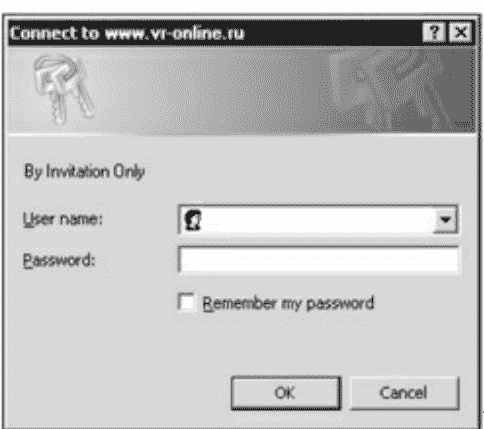 Connect to www.vr-online.ru
By Invitation Only
User name:
Password:
Remember my password
OK Cancel